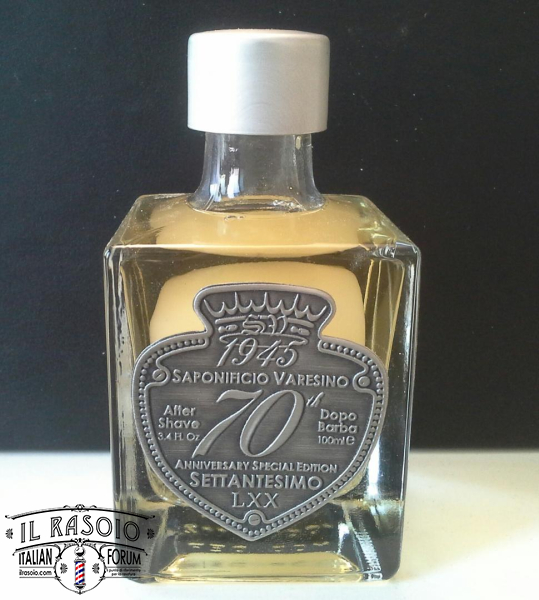 SV
1945
SAPONIFICIO VARESINO
70th
After Shave 3.4 Fl. Oz.
Dopo Barba 100ml e
ANNIVERSARY SPECIAL EDITION
SETTANTESIMO
LXX
IL RASOIO
ITALIAN FORUM
ilrasoio.com